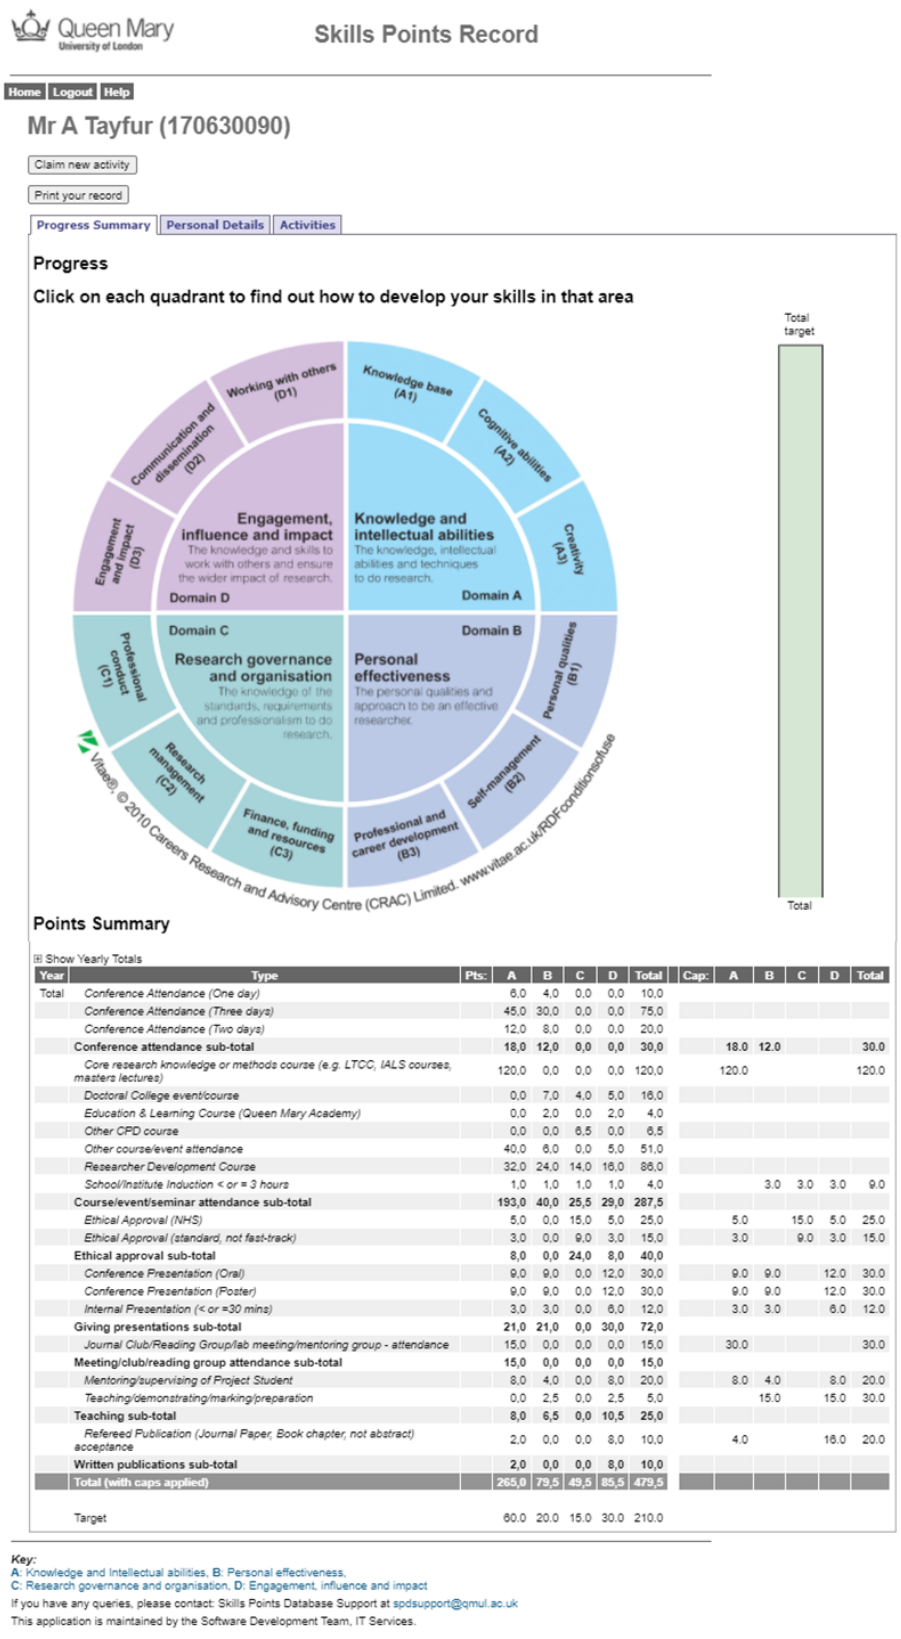 Queen Mary
University of London
Skills Points Record
Home Logout Help
Mr A Tayfur (170630090)
Claim new activity
Print your record
Progress Summary Personal Details Activities
Progress
Click on each quadrant to find out how to develop your skills in that area
Total
target
Working with others
(D1)
Knowledge base
(A1)
Communication and
dissemination
(D2)
Cognitive abilities
(A2)
Engagement
and impact
(D3)
Creativity
(A3)
Engagement,
influence and impact
The knowledge and skills to
work with others and ensure
the wider impact of research.
Domain D
Knowledge and
intellectual abilities
The knowledge, intellectual
abilities and techniques
to do research.
Domain A
Domain C
Research governance
and organisation
The knowledge of the
standards, requirements
and professionalism to do
research.
Domain B
Personal
effectiveness
The personal qualities and
approach to be an effective
researcher.
Professional
conduct
(C1)
Personal qualities
(B1)
Research
management
(C2)
Self-management
(B2)
Finance, funding
and resources
(C3)
Professional and
career development
(B3)
Vitae®, © 2010 Careers Research and Advisory Centre (CRAC) Limited. www.vitae.ac.uk/RDFconditionsofuse
Total
Points Summary
Show Yearly Totals
Year Type Pts: A B C D Total Cap: A B C D Total
Total Conference Attendance (One day) 6,0 4,0 0,0 0,0 10,0
Conference Attendance (Three days) 45,0 30,0 0,0 0,0 75,0
Conference Attendance (Two days) 12,0 8,0 0,0 0,0 20,0
Conference attendance sub-total 18,0 12,0 0,0 0,0 30,0 18.0 12.0 30.0
Core research knowledge or methods course (e.g. LTCC, IALS courses,
masters lectures) 120,0 0,0 0,0 0,0 120,0 120.0 120.0
Doctoral College event/course 0,0 7,0 4,0 5,0 16,0
Education & Learning Course (Queen Mary Academy) 0,0 2,0 0,0 2,0 4,0
Other CPD course 0,0 0,0 6,5 0,0 6,5
Other course/event attendance 40,0 6,0 0,0 5,0 51,0
Researcher Development Course 32,0 24,0 14,0 16,0 86,0
School/Institute Induction < or = 3 hours 1,0 1,0 1,0 1,0 4,0 3.0 3.0 3.0 9.0
Course/event/seminar attendance sub-total 193,0 40,0 25,5 29,0 287,5
Ethical Approval (NHS) 5,0 0,0 15,0 5,0 25,0 5.0 15.0 5.0 25.0
Ethical Approval (standard, not fast-track) 3,0 0,0 9,0 3,0 15,0 3.0 9.0 3.0 15.0
Ethical approval sub-total 8,0 0,0 24,0 8,0 40,0
Conference Presentation (Oral) 9,0 9,0 0,0 12,0 30,0 9.0 9.0 12.0 30.0
Conference Presentation (Poster) 9,0 9,0 0,0 12,0 30,0 9.0 9.0 12.0 30.0
Internal Presentation (< or =30 mins) 3,0 3,0 0,0 6,0 12,0 3.0 3.0 6.0 12.0
Giving presentations sub-total 21,0 21,0 0,0 30,0 72,0
Journal Club/Reading Group/lab meeting/mentoring group - attendance 15,0 0,0 0,0 0,0 15,0 30.0 30.0
Meeting/club/reading group attendance sub-total 15,0 0,0 0,0 0,0 15,0
Mentoring/supervising of Project Student 8,0 4,0 0,0 8,0 20,0 8.0 4.0 8.0 20.0
Teaching/demonstrating/marking/preparation 0,0 2,5 0,0 2,5 5,0 15.0 15.0 30.0
Teaching sub-total 8,0 6,5 0,0 10,5 25,0
Refereed Publication (Journal Paper, Book chapter, not abstract)
acceptance 2,0 0,0 0,0 8,0 10,0 4.0 16.0 20.0
Written publications sub-total 2,0 0,0 0,0 8,0 10,0
Total (with caps applied) 265,0 79,5 49,5 85,5 479,5
Target 60.0 20.0 15.0 30.0 210.0
Key:
A: Knowledge and Intellectual abilities, B: Personal effectiveness,
C: Research governance and organisation, D: Engagement, influence and impact
If you have any queries, please contact: Skills Points Database Support at spdsupport@qmul.ac.uk
This application is maintained by the Software Development Team, IT Services.